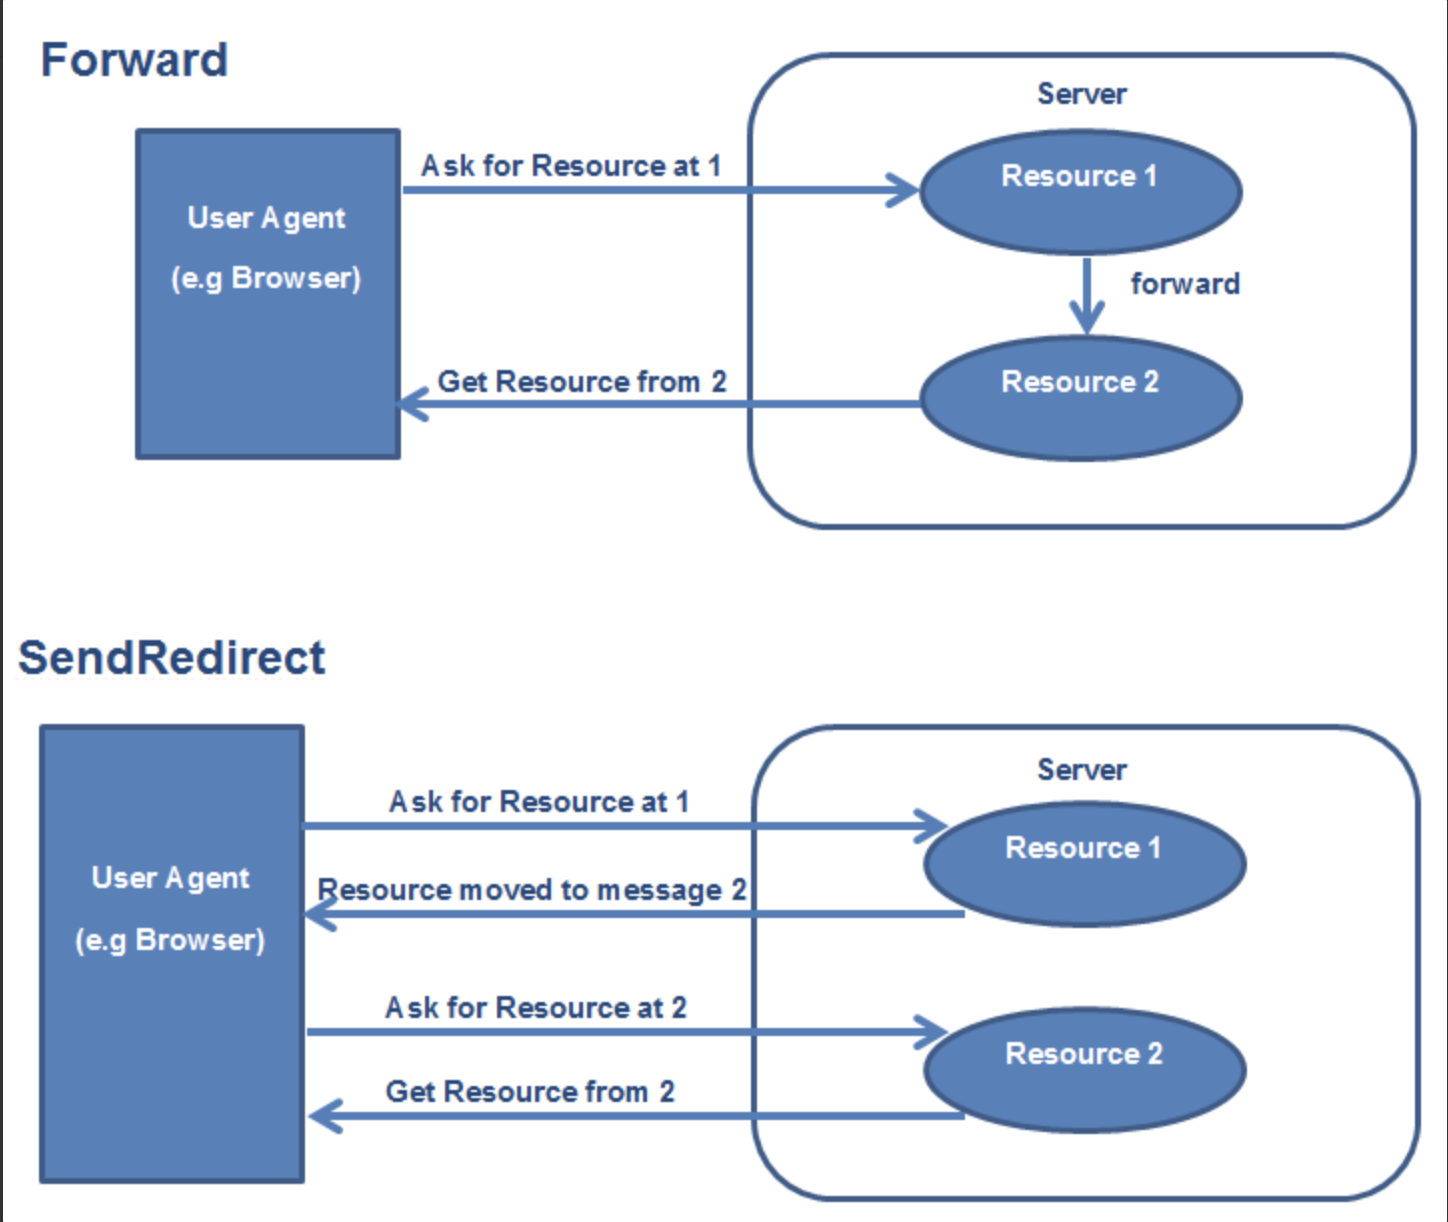 Forward
Server
Ask for Resource at 1
Resource 1
User Agent
(e.g Browser)
forward
Get Resource from 2
Resource 2
SendRedirect
Server
Ask for Resource at 1
Resource 1
User Agent
(e.g Browser)
Resource moved to message 2
Ask for Resource at 2
Resource 2
Get Resource from 2